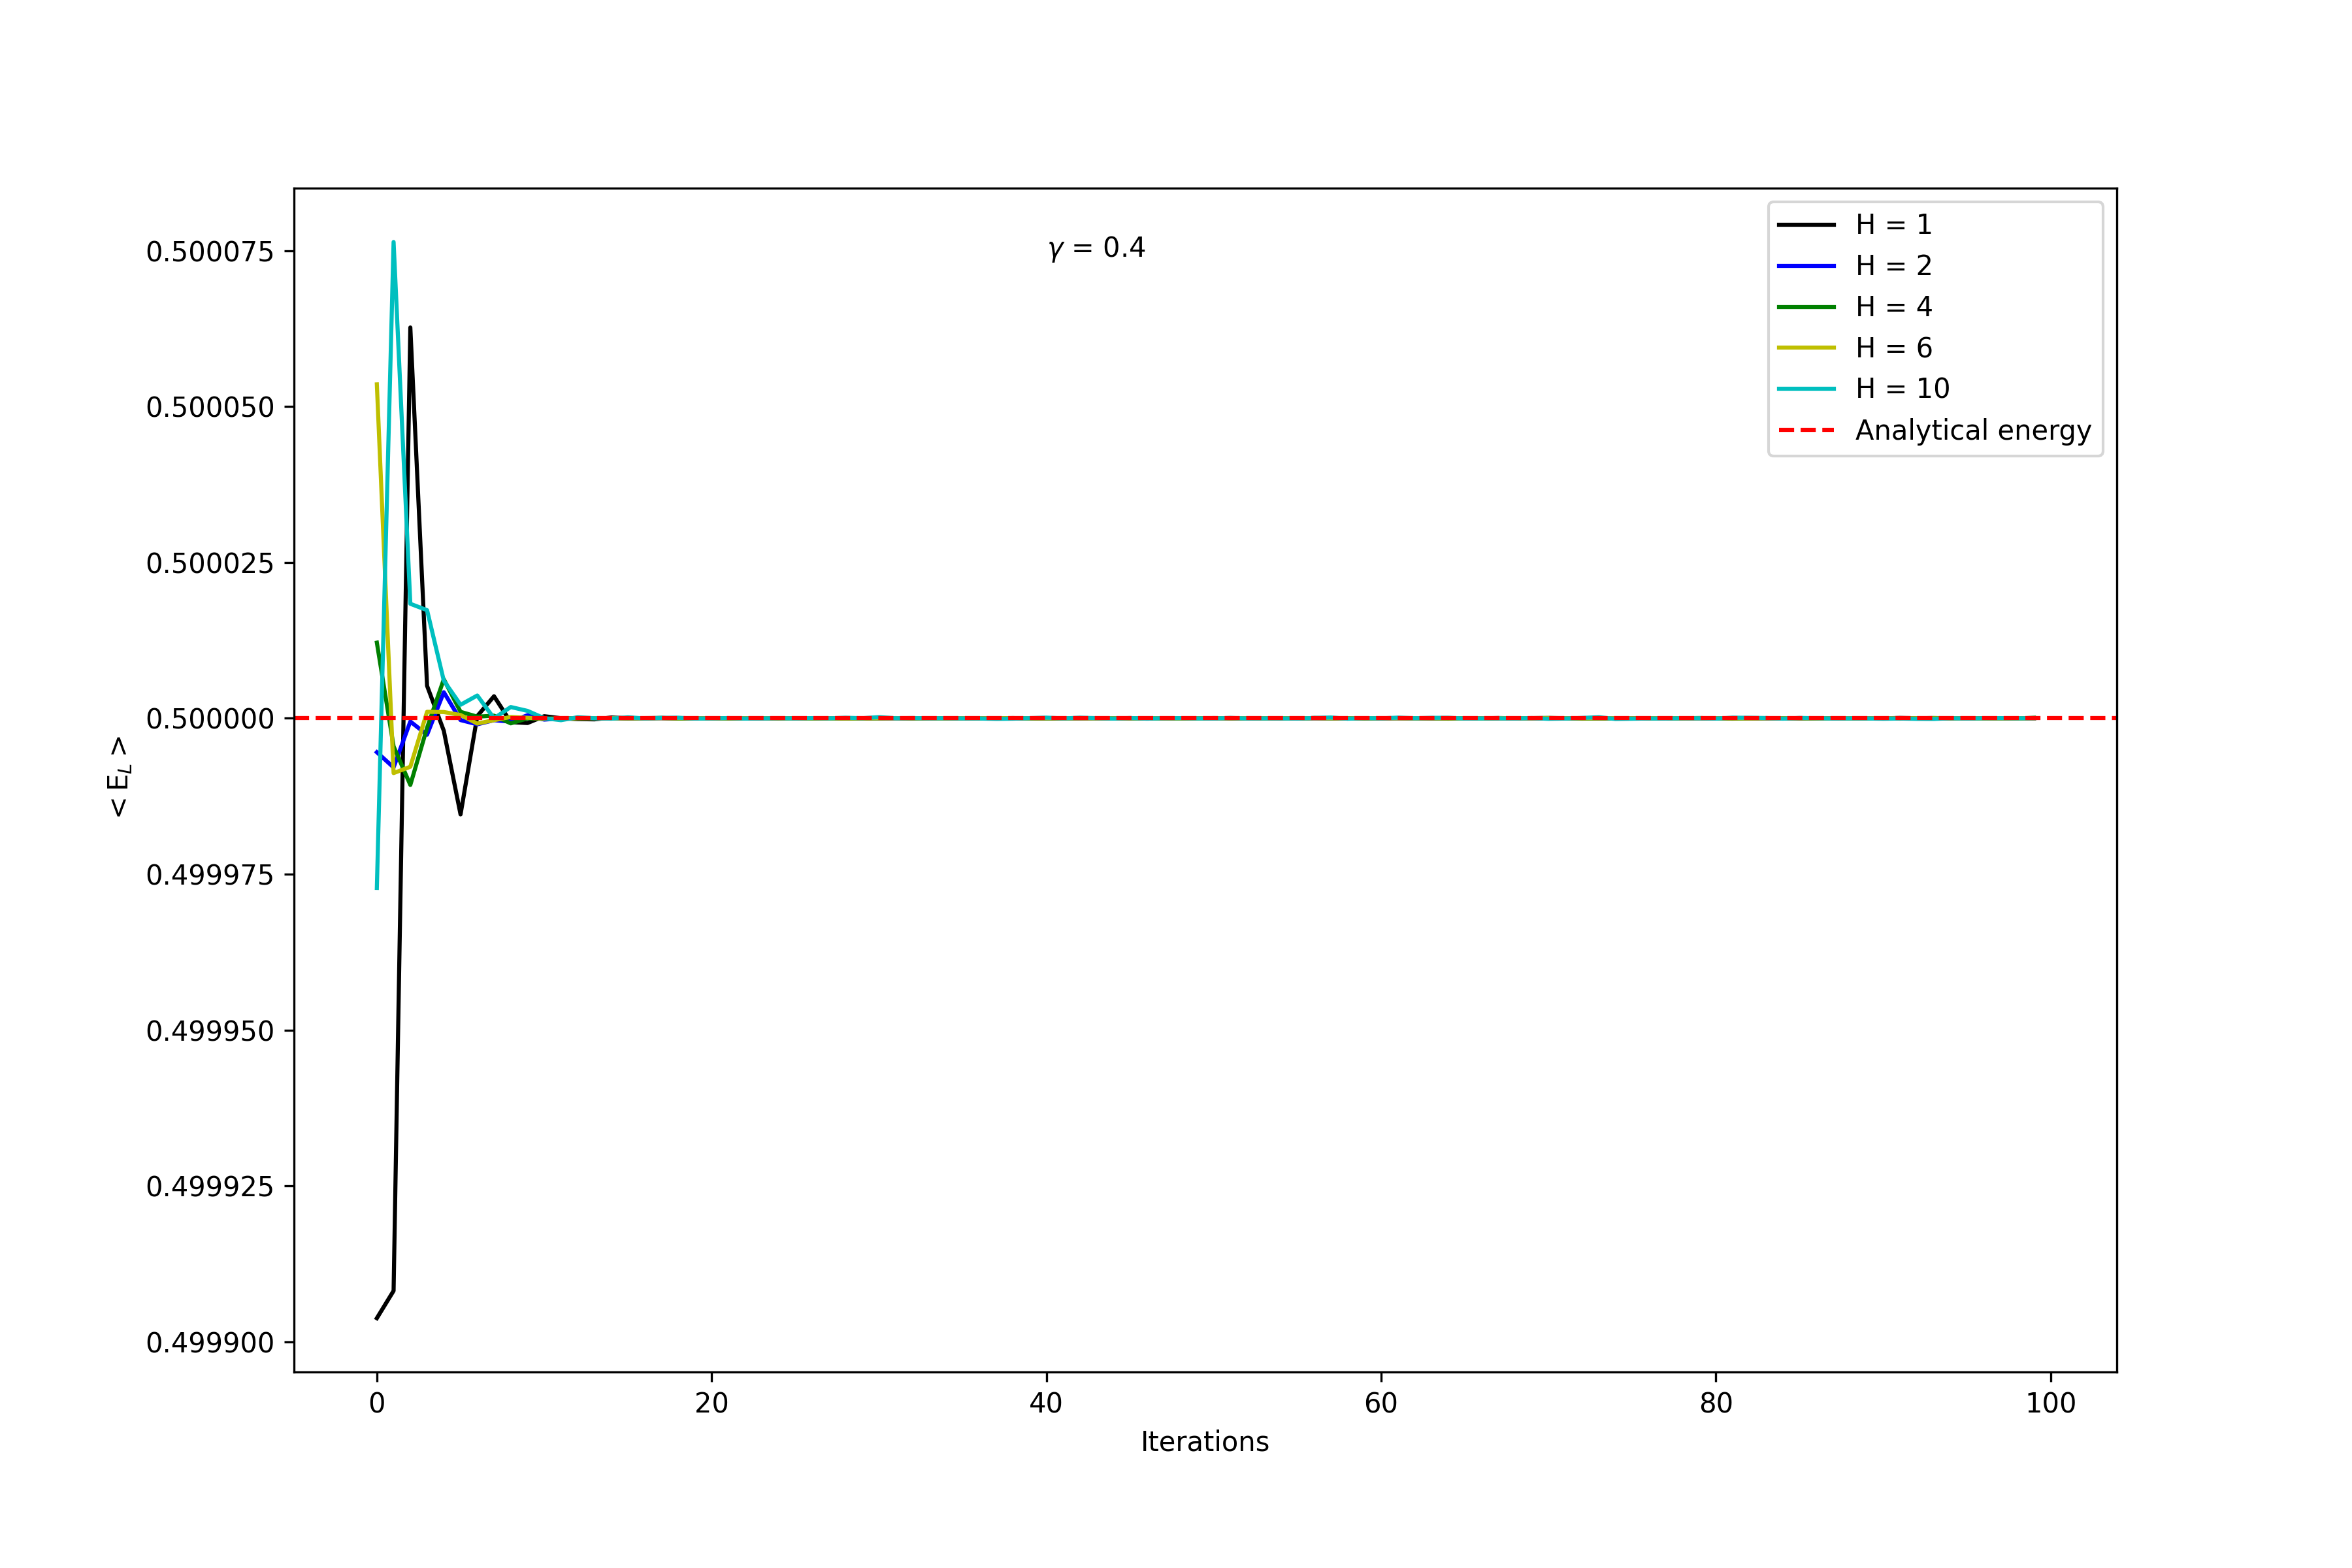 γ = 0.4
H = 1
H = 2
H = 4
H = 6
H = 10
Analytical energy
0.500075
0.500050
0.500025
0.500000
0.499975
0.499950
0.499925
0.499900
< E_L >
0 20 40 60 80 100
Iterations